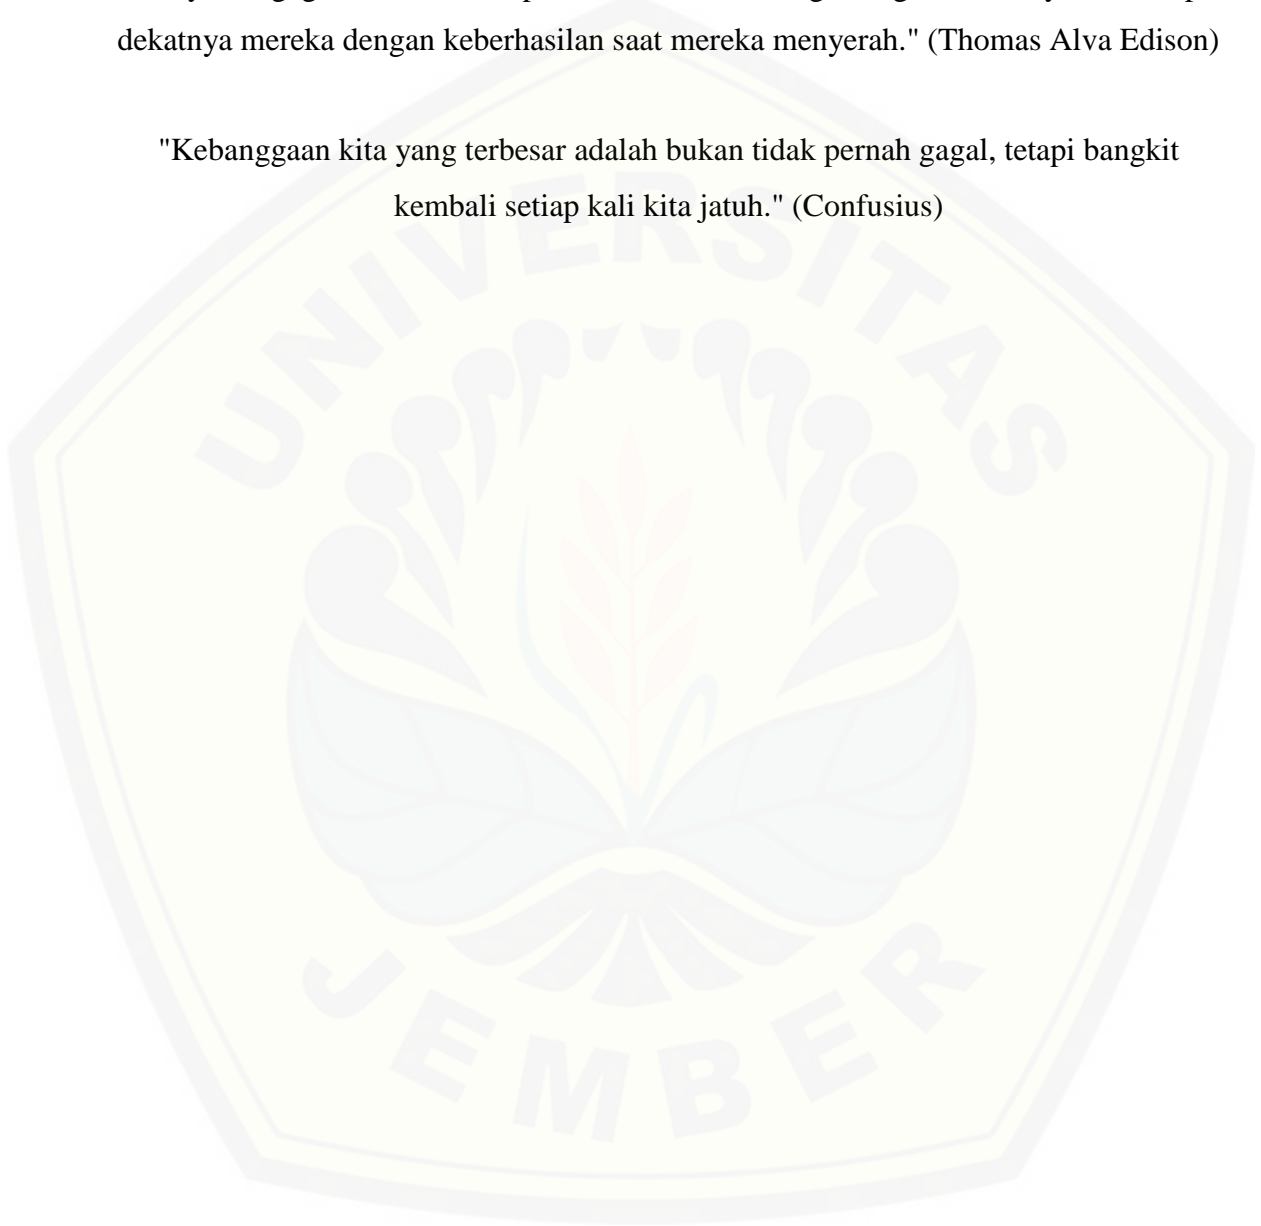 dekatnya mereka dengan keberhasilan saat mereka menyerah." (Thomas Alva Edison)
"Kebanggaan kita yang terbesar adalah bukan tidak pernah gagal, tetapi bangkit
kembali setiap kali kita jatuh." (Confusius)
UNIVERSITAS
JEMBER